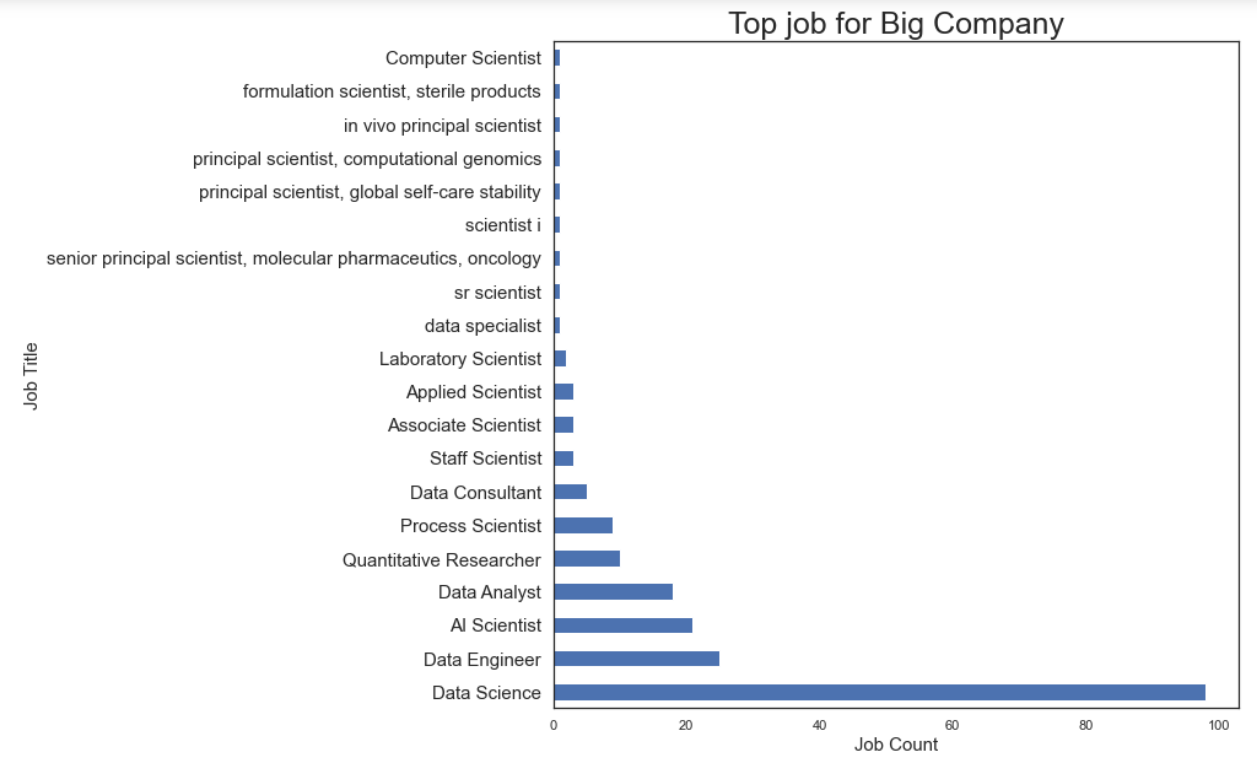 Top job for Big Company
Computer Scientist
formulation scientist, sterile products
in vivo principal scientist
principal scientist, computational genomics
principal scientist, global self-care stability
scientist i
senior principal scientist, molecular pharmaceutics, oncology
sr scientist
data specialist
Laboratory Scientist
Applied Scientist
Associate Scientist
Staff Scientist
Data Consultant
Process Scientist
Quantitative Researcher
Data Analyst
AI Scientist
Data Engineer
Data Science
Job Title
0 20 40 60 80 100
Job Count